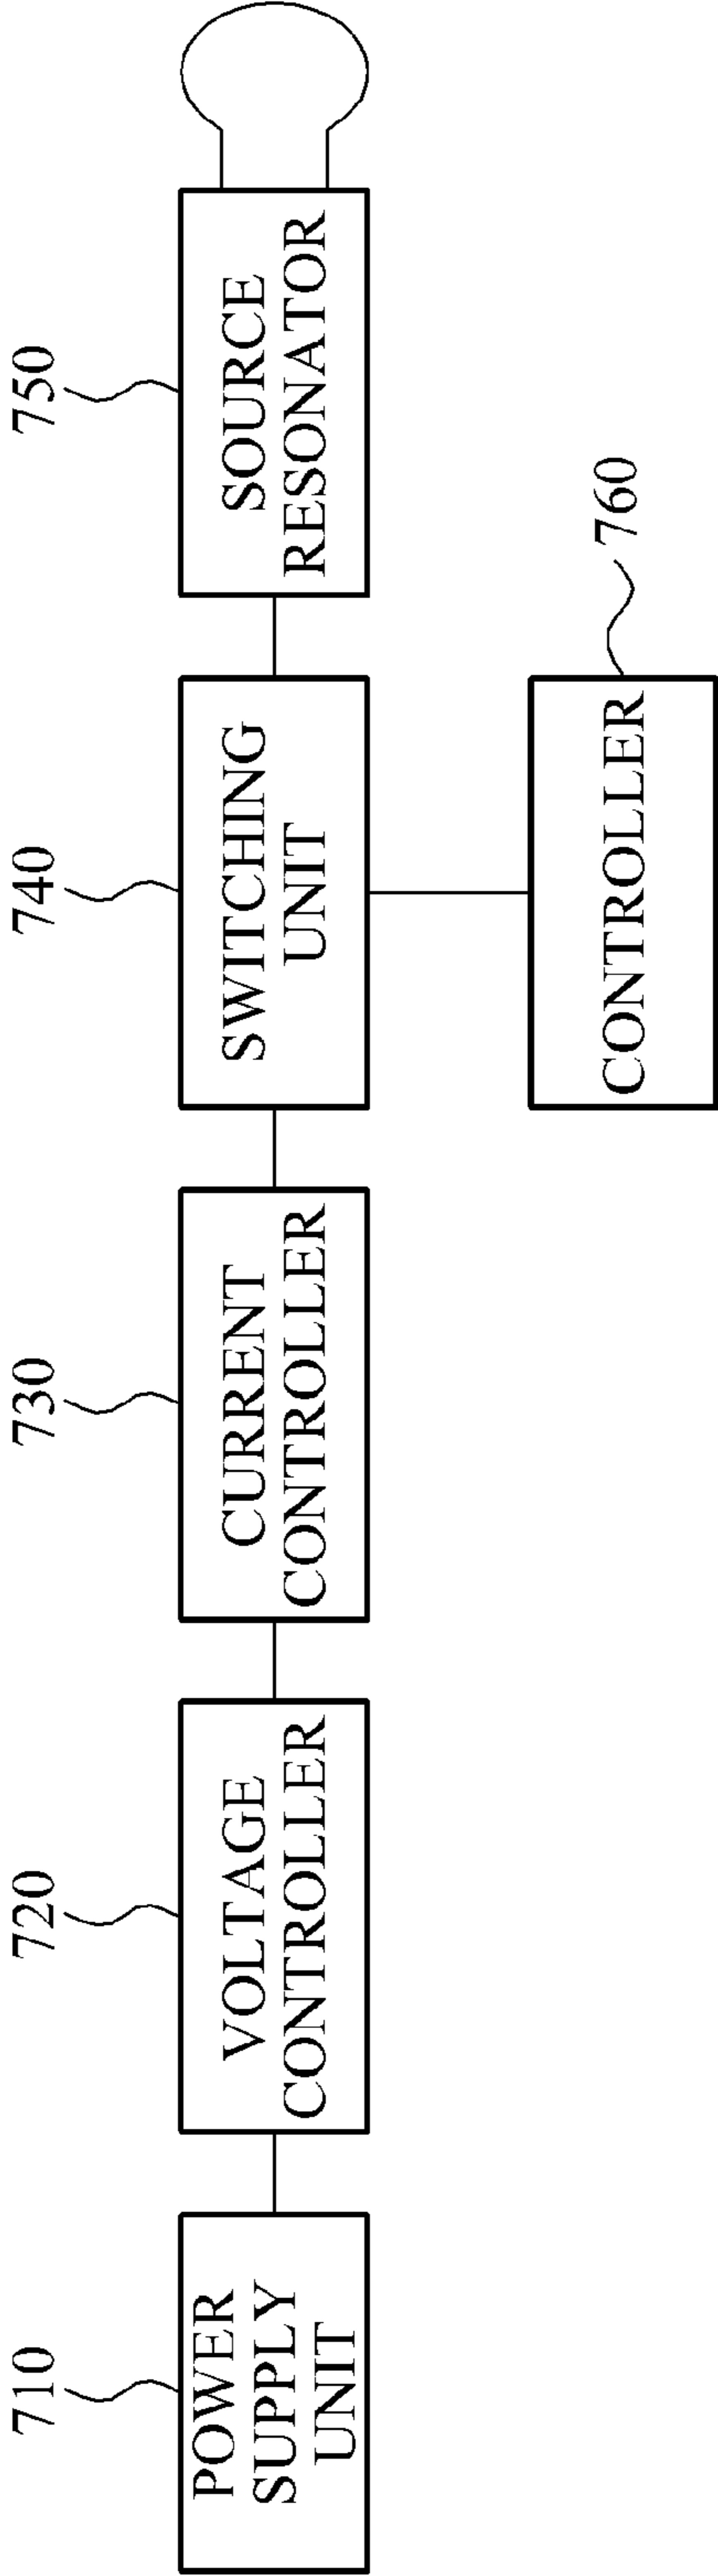 710
POWER
SUPPLY
UNIT
720
VOLTAGE
CONTROLLER
730
CURRENT
CONTROLLER
740
SWITCHING
UNIT
750
SOURCE
RESONATOR
760
CONTROLLER